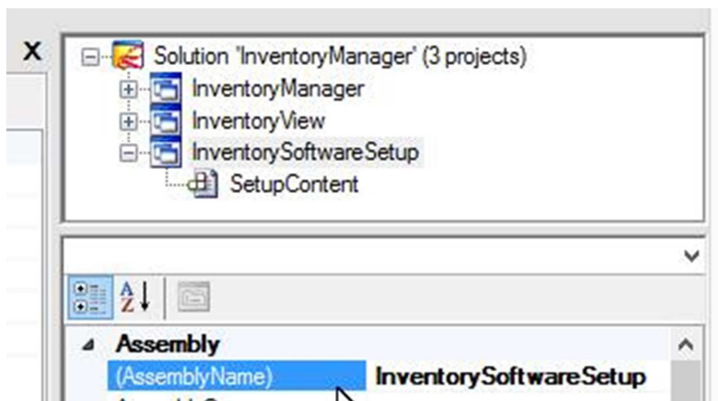 X
Solution 'InventoryManager' (3 projects)
InventoryManager
InventoryView
InventorySoftwareSetup
SetupContent
A
Z
Assembly
(AssemblyName) InventorySoftwareSetup